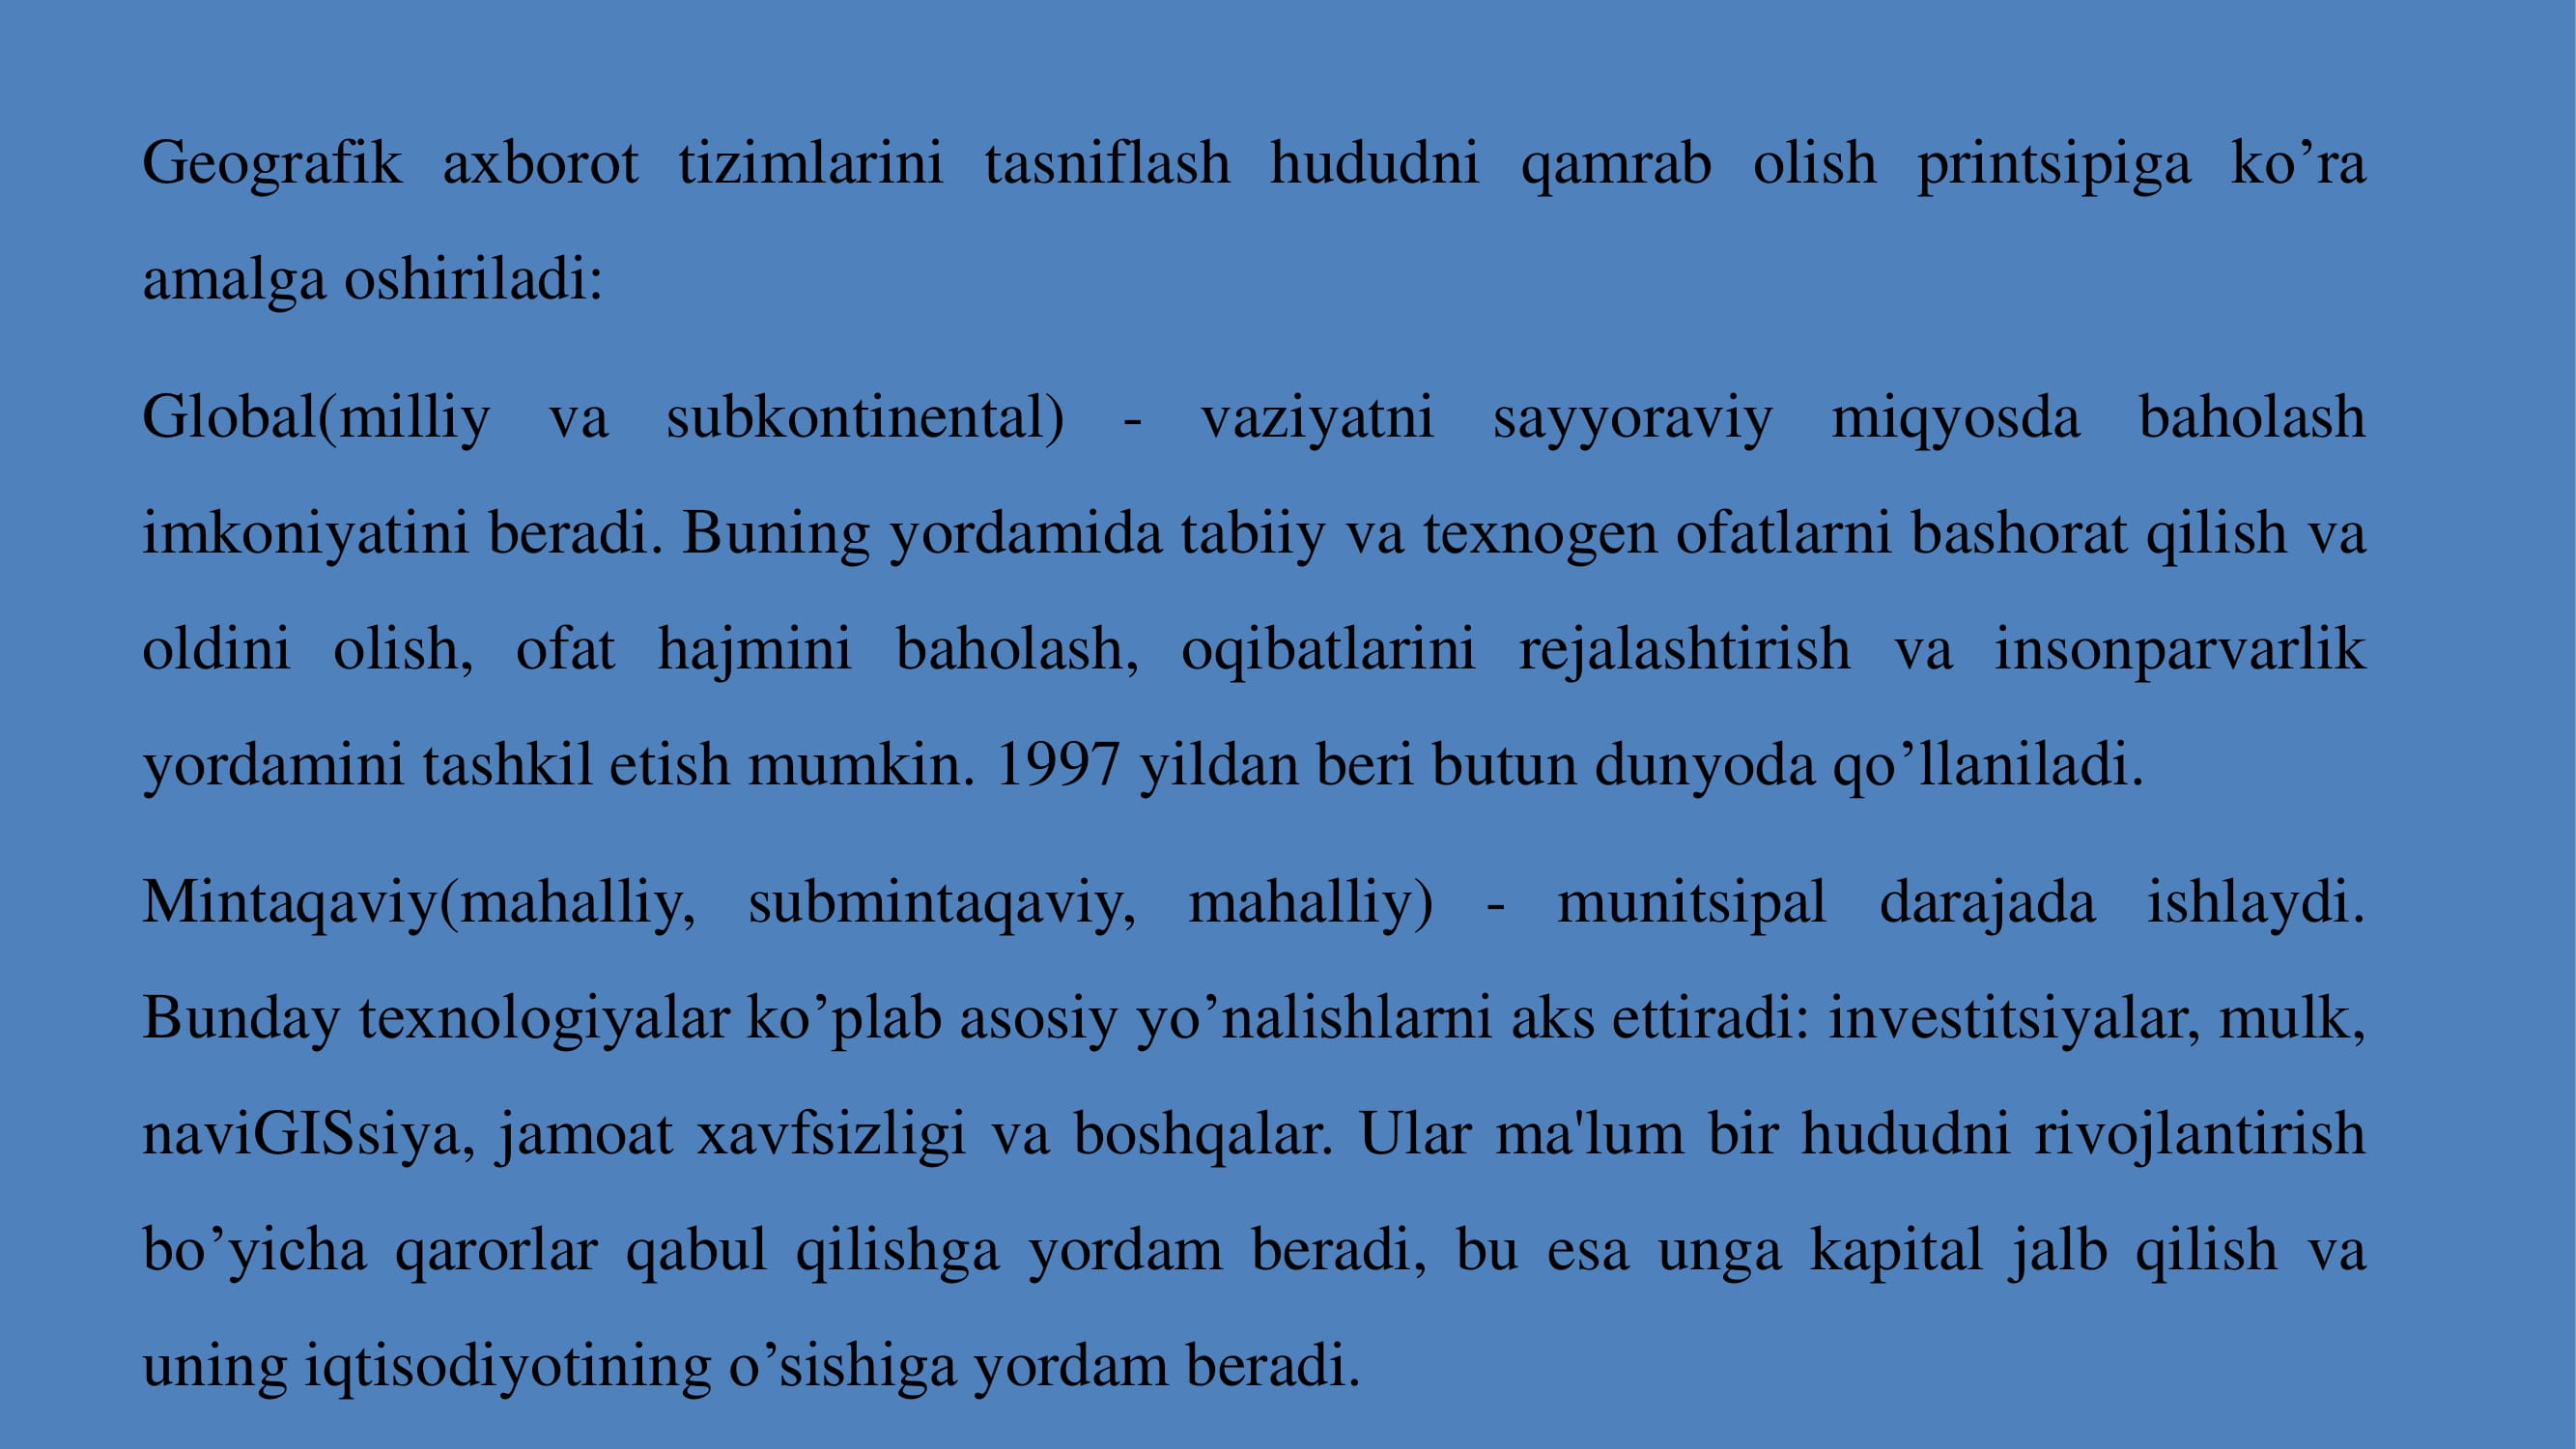 Geografik axborot tizimlarini tasniflash hududni qamrab olish printsipiga ko’ra
amalga oshiriladi:
Global(milliy va subkontinental) - vaziyatni sayyoraviy miqyosda baholash
imkoniyatini beradi. Buning yordamida tabiiy va texnogen ofatlarni bashorat qilish va
oldini olish, ofat hajmini baholash, oqibatlarini rejalashtirish va insonparvarlik
yordamini tashkil etish mumkin. 1997 yildan beri butun dunyoda qo’llaniladi.
Mintaqaviy(mahalliy, submintaqaviy, mahalliy) - munitsipal darajada ishlaydi.
Bunday texnologiyalar ko’plab asosiy yo’nalishlarni aks ettiradi: investitsiyalar, mulk,
naviGISsiya, jamoat xavfsizligi va boshqalar. Ular ma'lum bir hududni rivojlantirish
bo’yicha qarorlar qabul qilishga yordam beradi, bu esa unga kapital jalb qilish va
uning iqtisodiyotining o’sishiga yordam beradi.